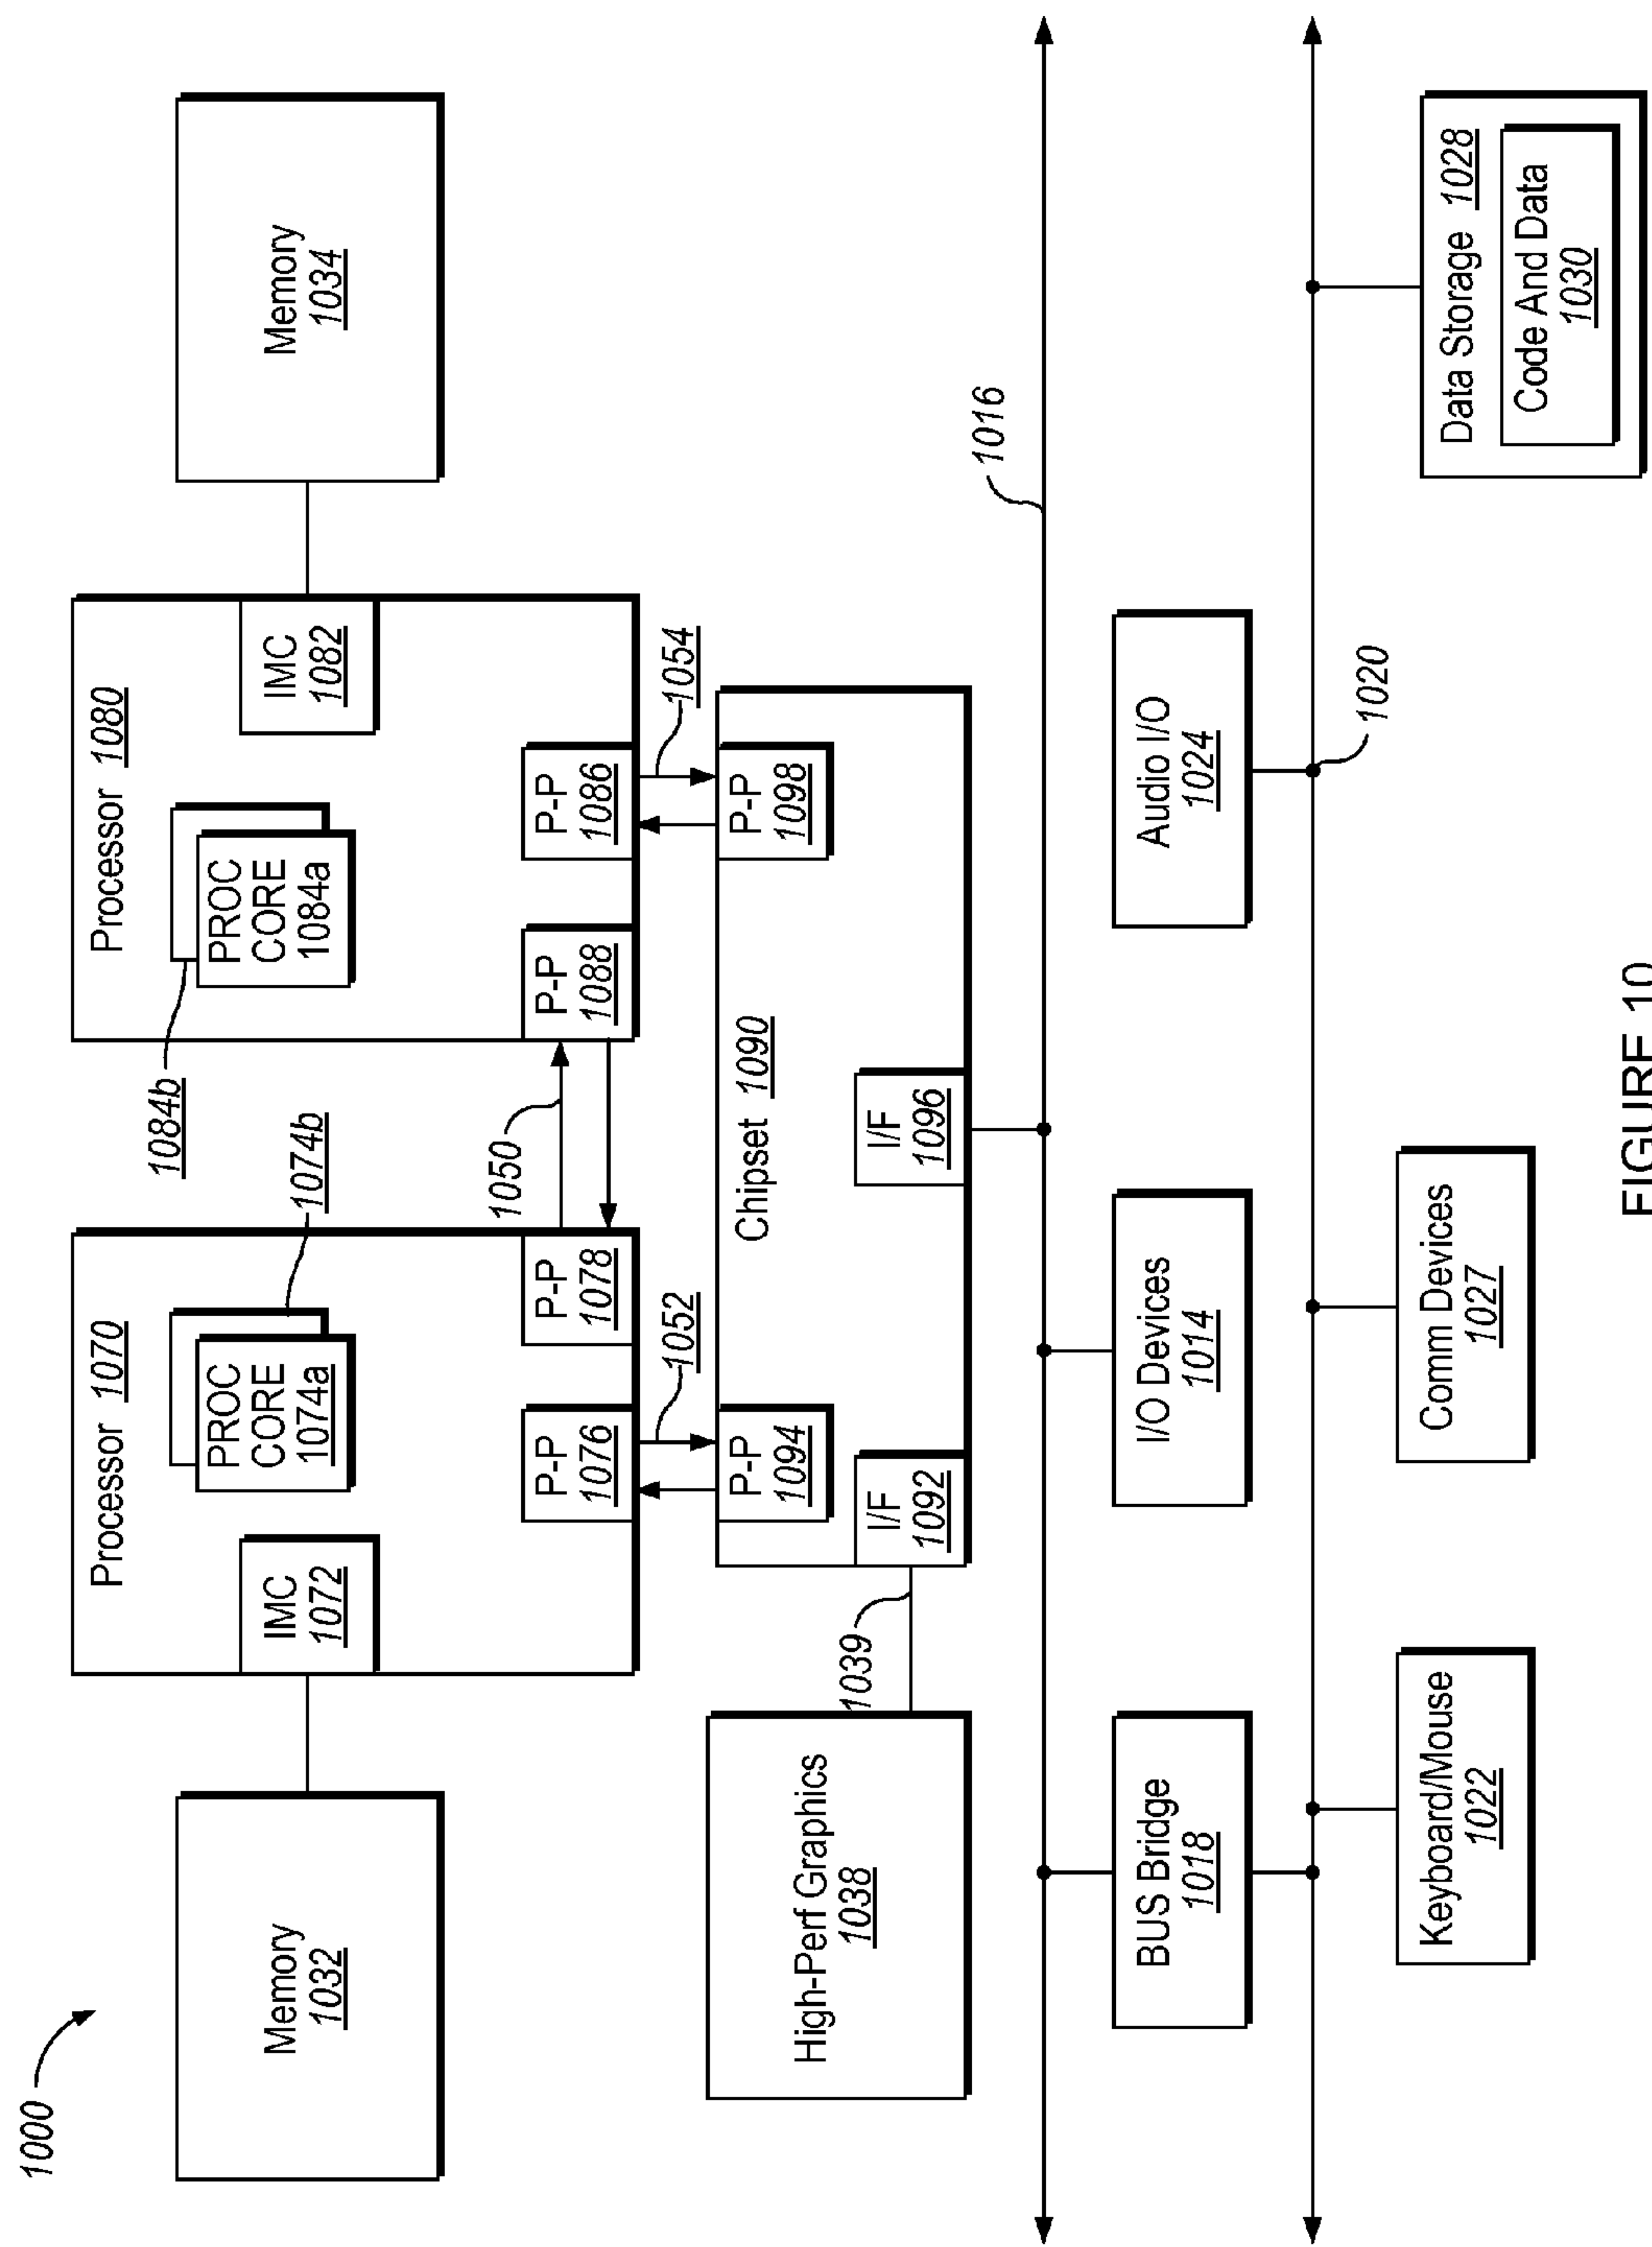 1000
Memory
1032
Processor 1070
IMC
1072
PROC
CORE
1074a
1074b
P-P
1076
P-P
1078
1050
1084b
Processor 1080
PROC
CORE
1084a
IMC
1082
P-P
1088
P-P
1086
Memory
1034
1052
1054
High-Perf Graphics
1038
1039
Chipset 1090
P-P
1094
P-P
1098
I/F
1092
I/F
1096
1016
BUS Bridge
1018
I/O Devices
1014
Audio I/O
1024
1020
Keyboard/Mouse
1022
Comm Devices
1027
Data Storage 1028
Code And Data
1030
FIGURE 10